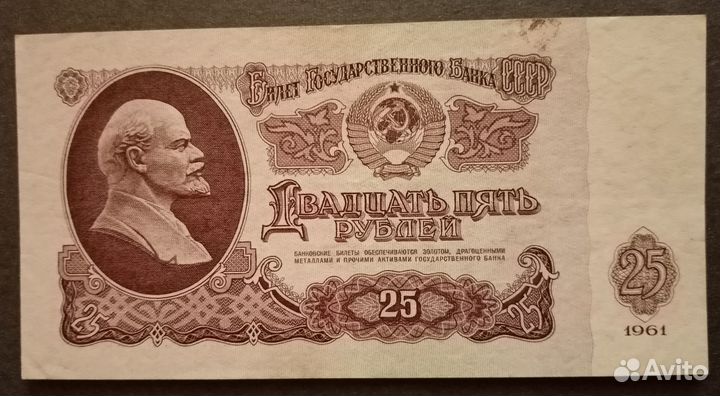 Билет Государственного Банка СССР
Двадцать пять
рублей
БАНКОВСКИЕ БИЛЕТЫ ОБЕСПЕЧИВАЮТСЯ ЗОЛОТОМ, ДРАГОЦЕННЫМИ
МЕТАЛЛАМИ И ПРОЧИМИ АКТИВАМИ ГОСУДАРСТВЕННОГО БАНКА
25
25
25
25
1961
Avito